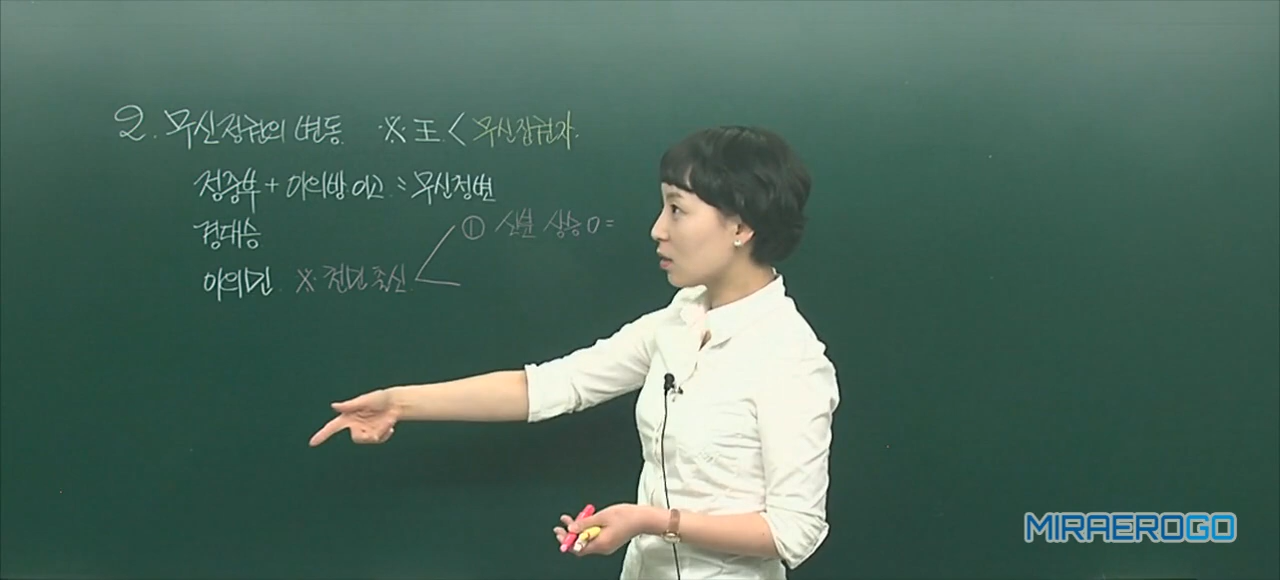 2. 무신정권의 변동 ※ 王 < 무신집권자.
정중부 + 이의방 이고 ⇒ 무신정변
① 신분 상승 0 =
경대승
이의민 ※ 천민 출신.
MIRAEROGO